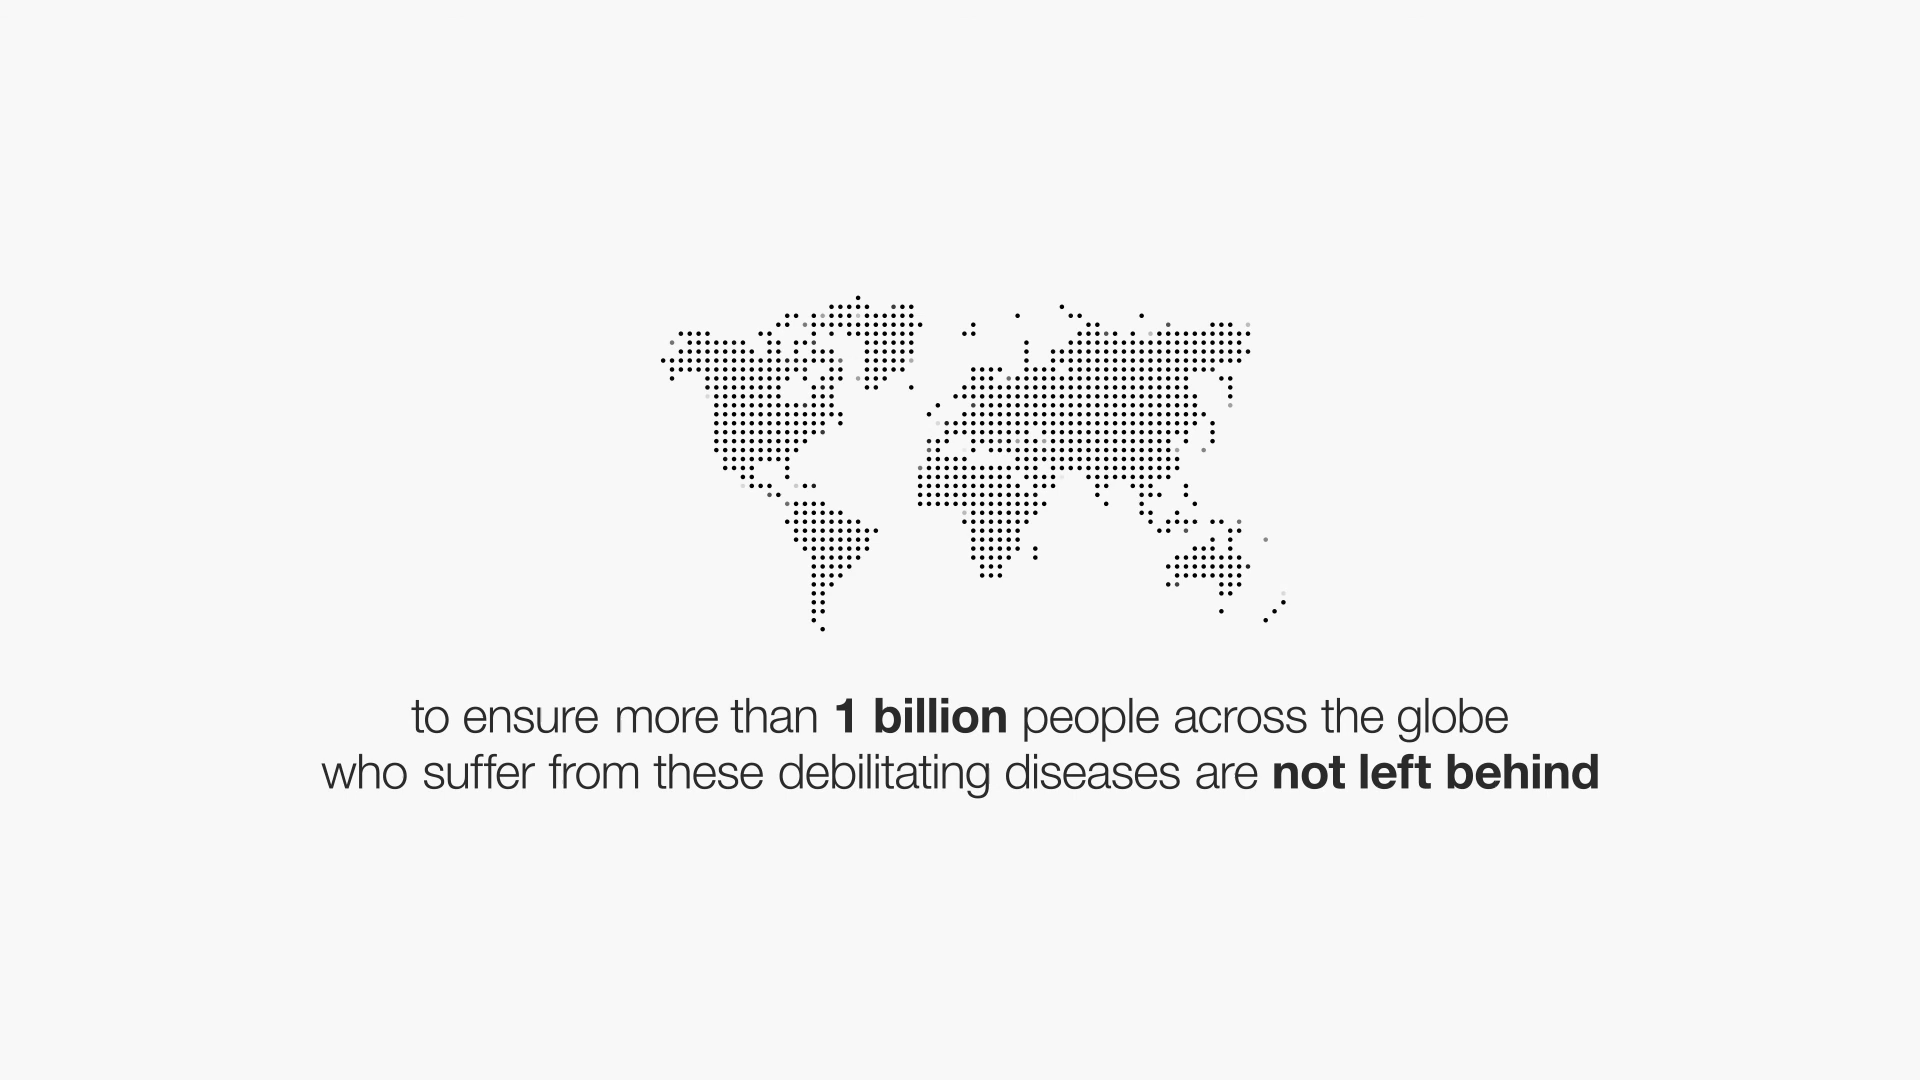 to ensure more than 1 billion people across the globe
who suffer from these debilitating diseases are not left behind